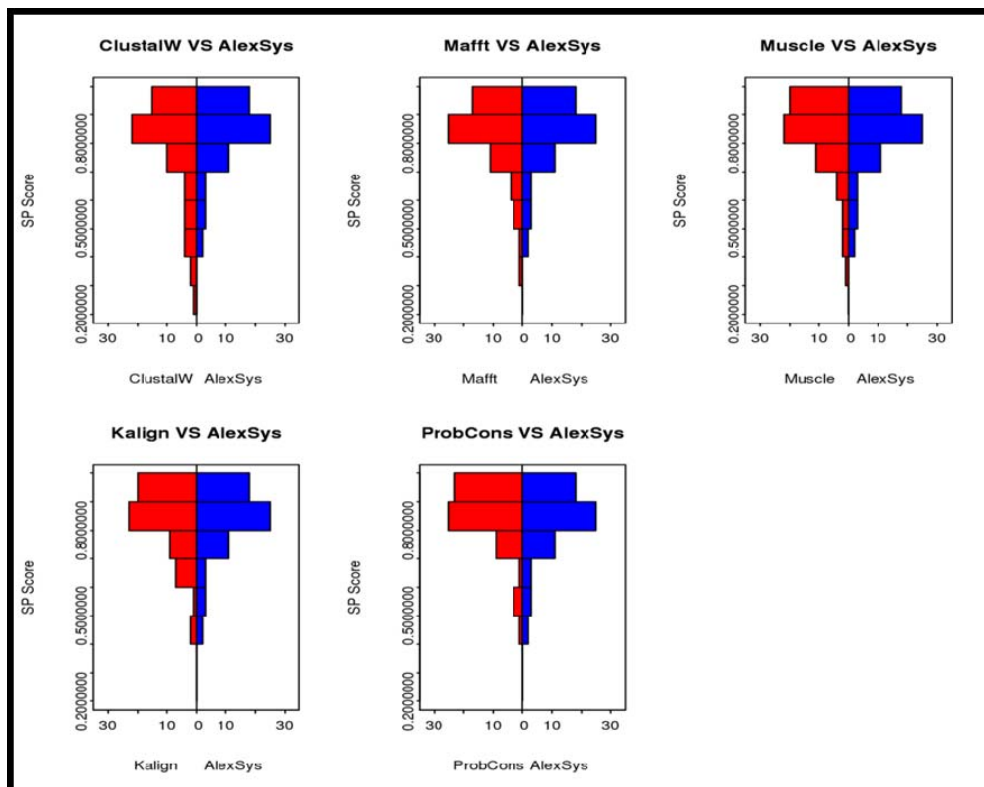 ClustalW VS AlexSys
Mafft VS AlexSys
Muscle VS AlexSys
SP Score
0.2000000 0.5000000 0.8000000
30 10 0 10 30
ClustalW AlexSys
SP Score
0.2000000 0.5000000 0.8000000
30 10 0 10 30
Mafft AlexSys
SP Score
0.2000000 0.5000000 0.8000000
30 10 0 10 30
Muscle AlexSys
Kalign VS AlexSys
ProbCons VS AlexSys
SP Score
0.2000000 0.5000000 0.8000000
30 10 0 10 30
Kalign AlexSys
SP Score
0.2000000 0.5000000 0.8000000
30 10 0 10 30
ProbCons AlexSys